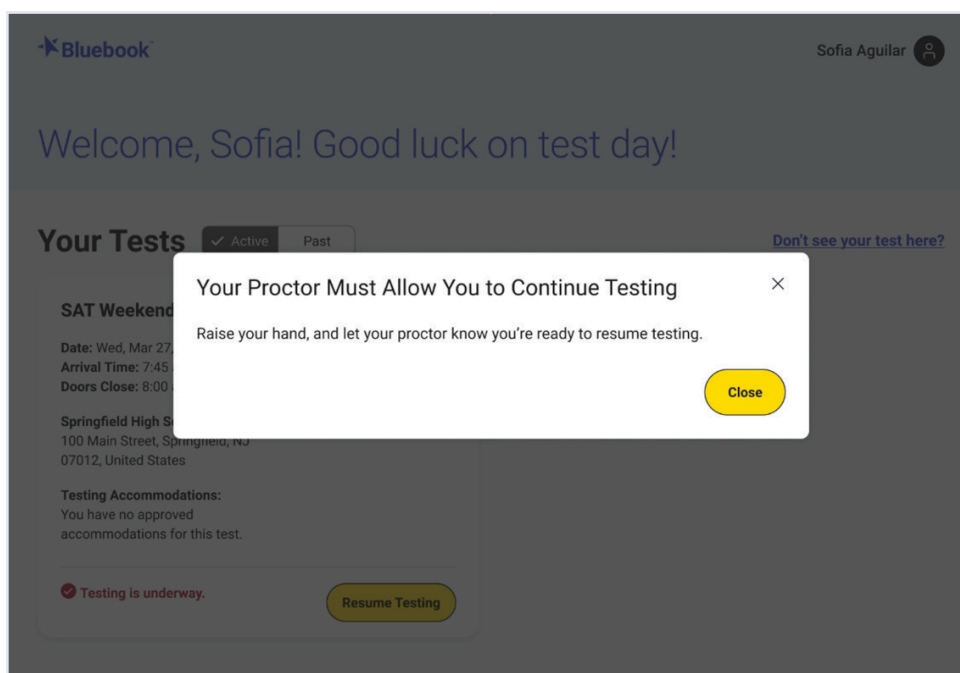 Bluebook
Sofia Aguilar
Welcome, Sofia! Good luck on test day!
Your Tests
Active
Past
Don't see your test here?
Your Proctor Must Allow You to Continue Testing
Raise your hand, and let your proctor know you're ready to resume testing.
Close
SAT Weekend
Date: Wed, Mar 27,
Arrival Time: 7:45
Doors Close: 8:00
Springfield High S
100 Main Street, Springfield, NJ
07012, United States
Testing Accommodations:
You have no approved
accommodations for this test.
Testing is underway.
Resume Testing